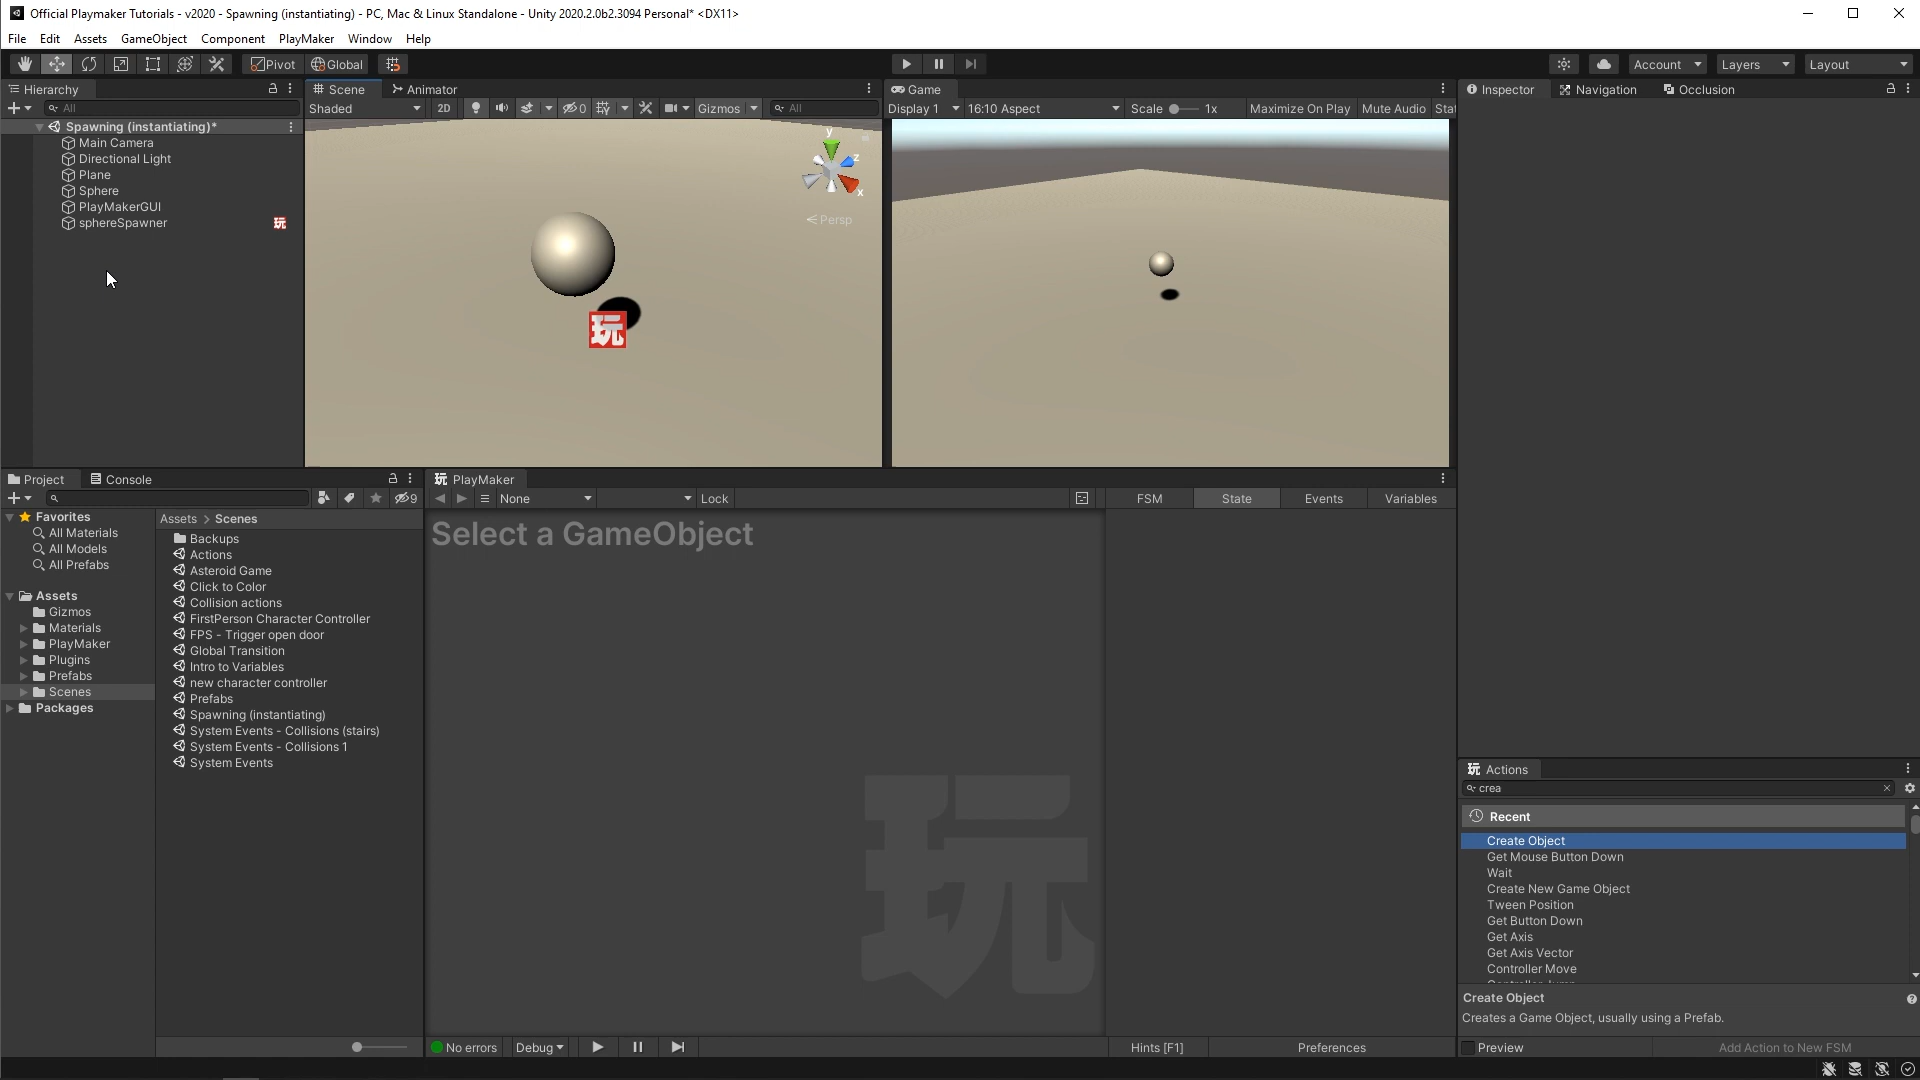 Official Playmaker Tutorials - v2020 - Spawning (instantiating) - PC, Mac & Linux Standalone - Unity 2020.2.0b2.3094 Personal* <DX11>
File Edit Assets GameObject Component PlayMaker Window Help
Pivot Global Account Layers Layout
Hierarchy
All
Spawning (instantiating)*
Main Camera
Directional Light
Plane
Sphere
PlayMakerGUI
sphereSpawner 玩
Scene Animator
Shaded 2D 0 Gizmos All
y
z
x
Persp
玩
Game
Display 1 16:10 Aspect Scale 1x Maximize On Play Mute Audio Stat
Inspector Navigation Occlusion
Project Console
9
Favorites
All Materials
All Models
All Prefabs
Assets
Gizmos
Materials
PlayMaker
Plugins
Prefabs
Scenes
Packages
Assets > Scenes
Backups
Actions
Asteroid Game
Click to Color
Collision actions
FirstPerson Character Controller
FPS - Trigger open door
Global Transition
Intro to Variables
new character controller
Prefabs
Spawning (instantiating)
System Events - Collisions (stairs)
System Events - Collisions 1
System Events
玩 PlayMaker
None Lock FSM State Events Variables
Select a GameObject
玩
No errors Debug Hints [F1] Preferences
玩 Actions
crea
Recent
Create Object
Get Mouse Button Down
Wait
Create New Game Object
Tween Position
Get Button Down
Get Axis
Get Axis Vector
Controller Move
Create Object
Creates a Game Object, usually using a Prefab.
Preview Add Action to New FSM